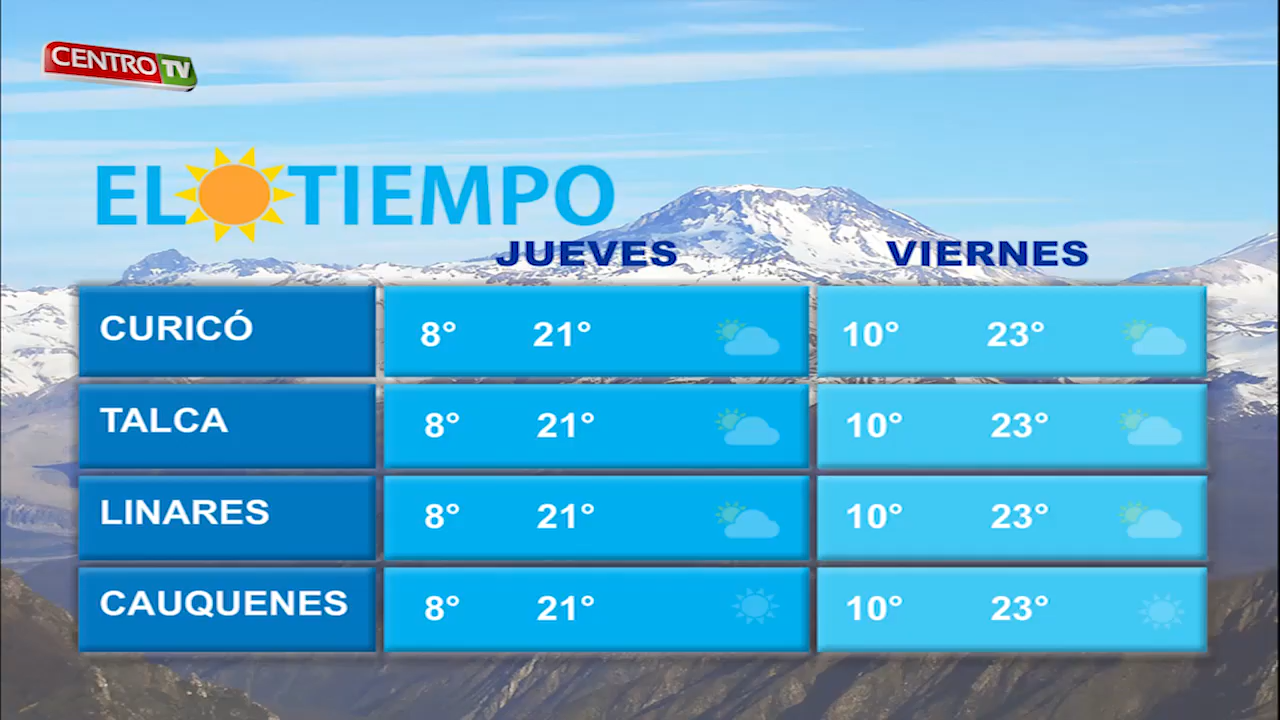 CENTRO TV
EL TIEMPO
JUEVES VIERNES
CURICÓ 8° 21° 10° 23°
TALCA 8° 21° 10° 23°
LINARES 8° 21° 10° 23°
CAUQUENES 8° 21° 10° 23°